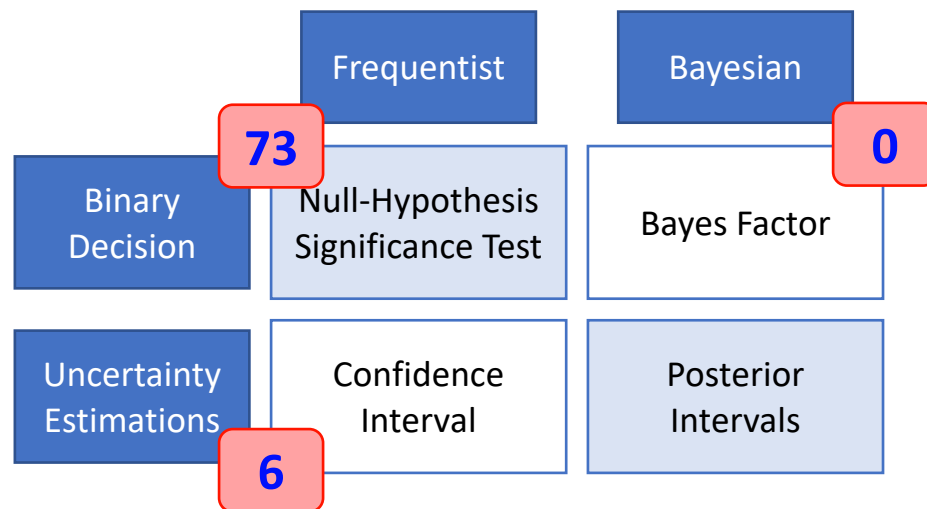 Frequentist
Bayesian
73
0
Binary
Decision
Null-Hypothesis
Significance Test
Bayes Factor
Uncertainty
Estimations
Confidence
Interval
Posterior
Intervals
6